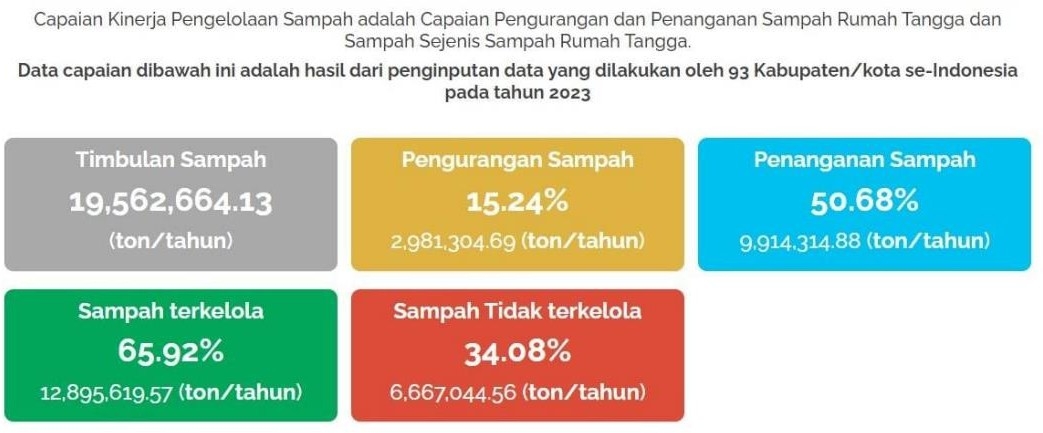 Capaian Kinerja Pengelolaan Sampah adalah Capaian Pengurangan dan Penanganan Sampah Rumah Tangga dan
Sampah Sejenis Sampah Rumah Tangga.
Data capaian dibawah ini adalah hasil dari penginputan data yang dilakukan oleh 93 Kabupaten/kota se-Indonesia
pada tahun 2023
Timbulan Sampah
19,562,664.13
(ton/tahun)
Pengurangan Sampah
15.24%
2,981,304.69 (ton/tahun)
Penanganan Sampah
50.68%
9,914,314.88 (ton/tahun)
Sampah terkelola
65.92%
12,895,619.57 (ton/tahun)
Sampah Tidak terkelola
34.08%
6,667,044.56 (ton/tahun)